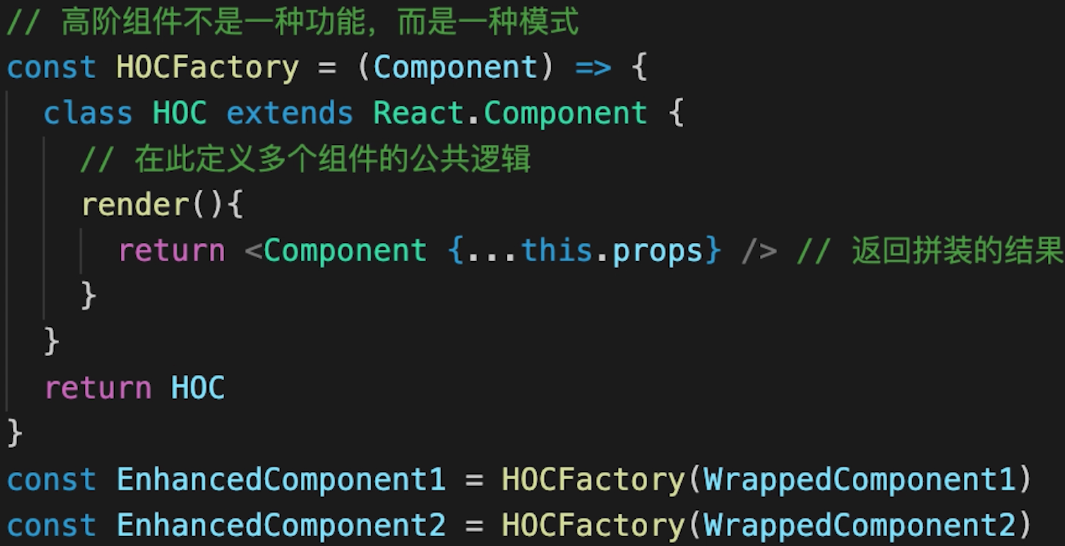 // 高阶组件不是一种功能，而是一种模式
const HOCFactory = (Component) => {
  class HOC extends React.Component {
    // 在此定义多个组件的公共逻辑
    render(){
      return <Component {...this.props} /> // 返回拼装的结果
    }
  }
  return HOC
}
const EnhancedComponent1 = HOCFactory(WrappedComponent1)
const EnhancedComponent2 = HOCFactory(WrappedComponent2)